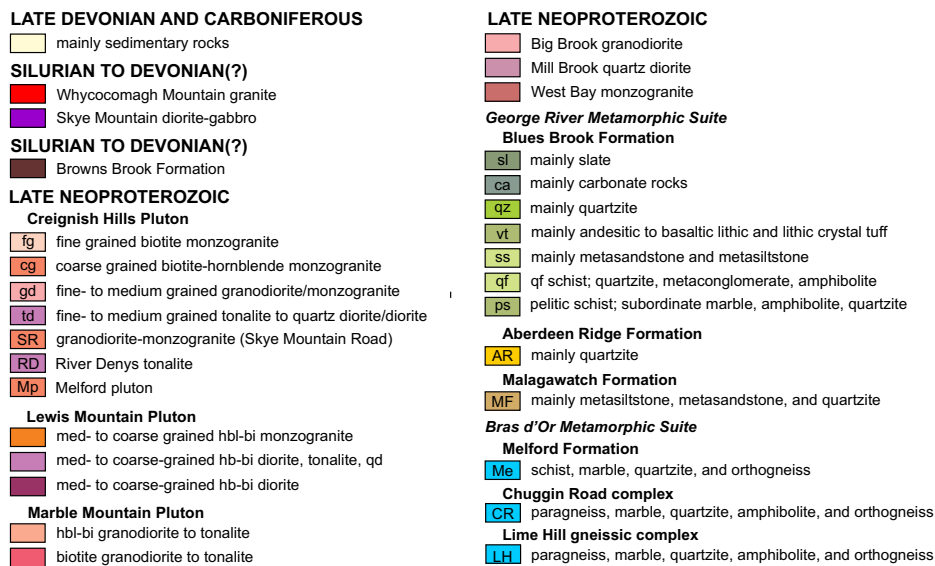 LATE DEVONIAN AND CARBONIFEROUS
mainly sedimentary rocks
SILURIAN TO DEVONIAN(?)
Whycocomagh Mountain granite
Skye Mountain diorite-gabbro
SILURIAN TO DEVONIAN(?)
Browns Brook Formation
LATE NEOPROTEROZOIC
Creignish Hills Pluton
fg fine grained biotite monzogranite
cg coarse grained biotite-hornblende monzogranite
gd fine- to medium grained granodiorite/monzogranite
td fine- to medium grained tonalite to quartz diorite/diorite
SR granodiorite-monzogranite (Skye Mountain Road)
RD River Denys tonalite
Mp Melford pluton
Lewis Mountain Pluton
med- to coarse grained hbl-bi monzogranite
med- to coarse-grained hb-bi diorite, tonalite, qd
med- to coarse-grained hb-bi diorite
Marble Mountain Pluton
hbl-bi granodiorite to tonalite
biotite granodiorite to tonalite
LATE NEOPROTEROZOIC
Big Brook granodiorite
Mill Brook quartz diorite
West Bay monzogranite
George River Metamorphic Suite
Blues Brook Formation
sl mainly slate
ca mainly carbonate rocks
qz mainly quartzite
vt mainly andesitic to basaltic lithic and lithic crystal tuff
ss mainly metasandstone and metasiltstone
qf qf schist; quartzite, metaconglomerate, amphibolite
ps pelitic schist; subordinate marble, amphibolite, quartzite
Aberdeen Ridge Formation
AR mainly quartzite
Malagawatch Formation
MF mainly metasiltstone, metasandstone, and quartzite
Bras d'Or Metamorphic Suite
Melford Formation
Me schist, marble, quartzite, and orthogneiss
Chuggin Road complex
CR paragneiss, marble, quartzite, amphibolite, and orthogneiss
Lime Hill gneissic complex
LH paragneiss, marble, quartzite, amphibolite, and orthogneiss